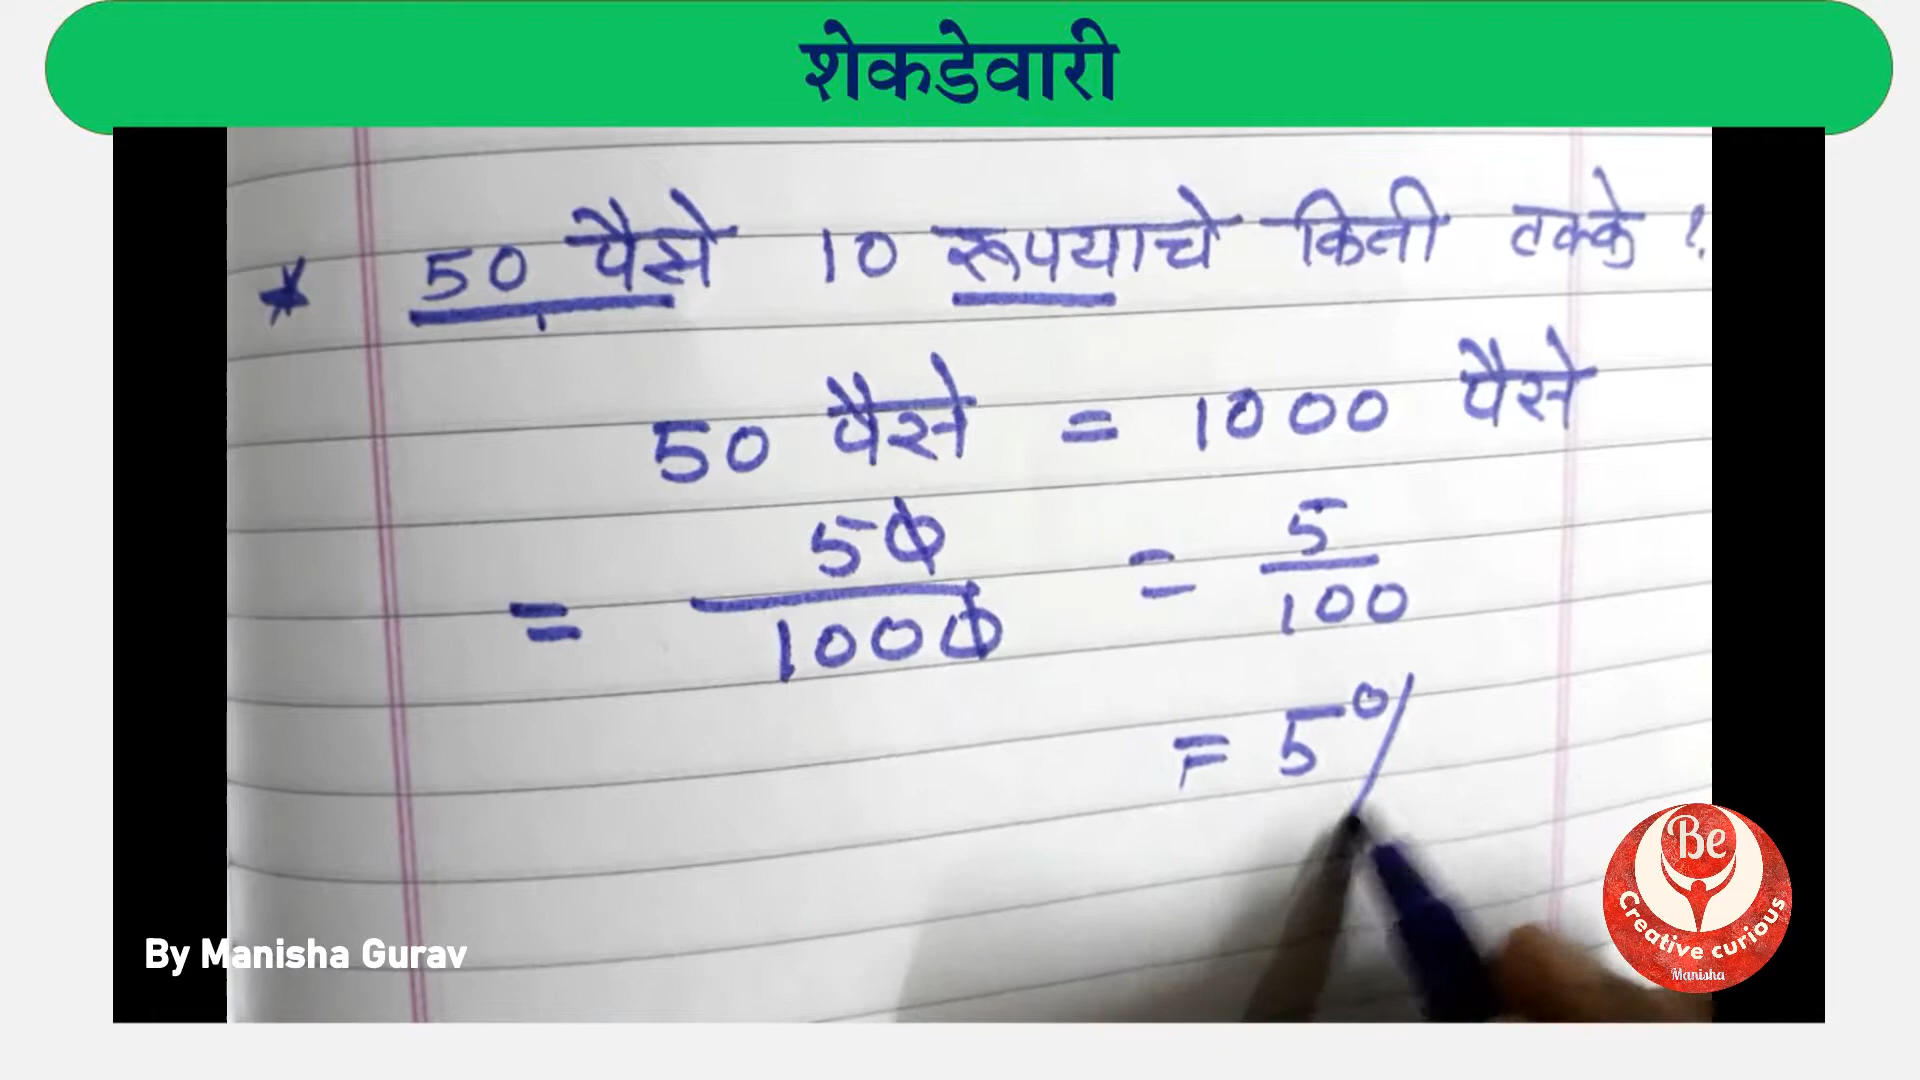 शेकडेवारी
* 50 पैसे 10 रूपयाचे किती टक्के ?
50 पैसे = 1000 पैसे
= 50/1000 = 5/100
= 5%
By Manisha Gurav
Be
Creative curious
Manisha